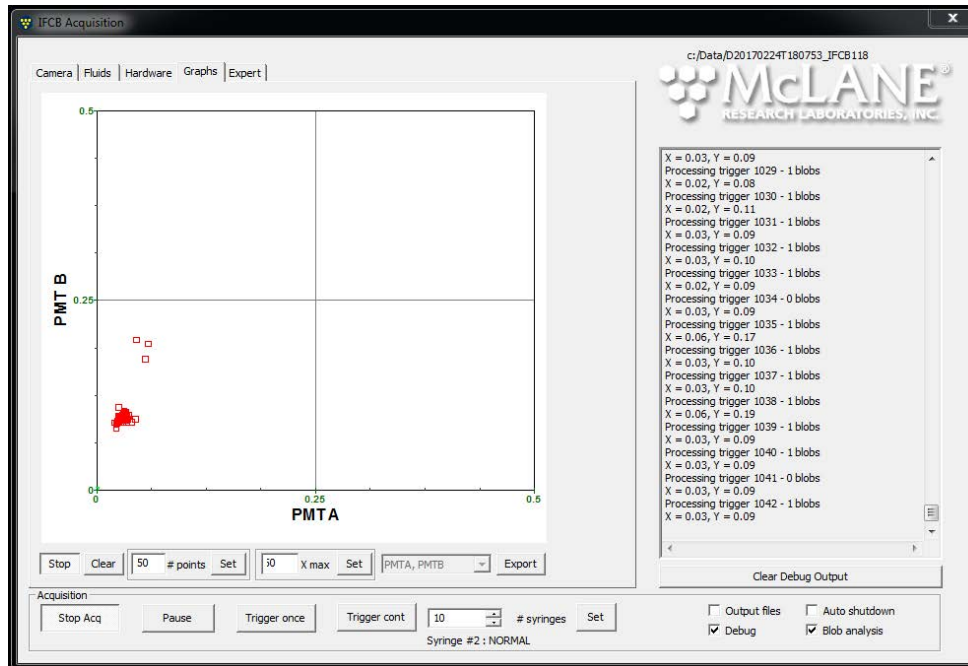 IFCB Acquisition
X
c:/Data/D20170224T180753_IFCB118
McLANE®
RESEARCH LABORATORIES, INC.
Camera Fluids Hardware Graphs Expert
0.5
PMT B
0.25
0
0
0.25
0.5
PMT A
X = 0.03, Y = 0.09
Processing trigger 1029 - 1 blobs
X = 0.02, Y = 0.08
Processing trigger 1030 - 1 blobs
X = 0.02, Y = 0.11
Processing trigger 1031 - 1 blobs
X = 0.03, Y = 0.09
Processing trigger 1032 - 1 blobs
X = 0.03, Y = 0.10
Processing trigger 1033 - 1 blobs
X = 0.02, Y = 0.09
Processing trigger 1034 - 0 blobs
X = 0.03, Y = 0.09
Processing trigger 1035 - 1 blobs
X = 0.06, Y = 0.17
Processing trigger 1036 - 1 blobs
X = 0.03, Y = 0.10
Processing trigger 1037 - 1 blobs
X = 0.03, Y = 0.10
Processing trigger 1038 - 1 blobs
X = 0.06, Y = 0.19
Processing trigger 1039 - 1 blobs
X = 0.03, Y = 0.09
Processing trigger 1040 - 1 blobs
X = 0.03, Y = 0.09
Processing trigger 1041 - 0 blobs
X = 0.03, Y = 0.09
Processing trigger 1042 - 1 blobs
X = 0.03, Y = 0.09
Stop Clear 50 # points Set X max Set PMTA, PMTB Export
Clear Debug Output
Acquisition
Stop Acq Pause Trigger once Trigger cont 10 # syringes Set
Syringe #2 : NORMAL
Output files Auto shutdown
Debug Blob analysis